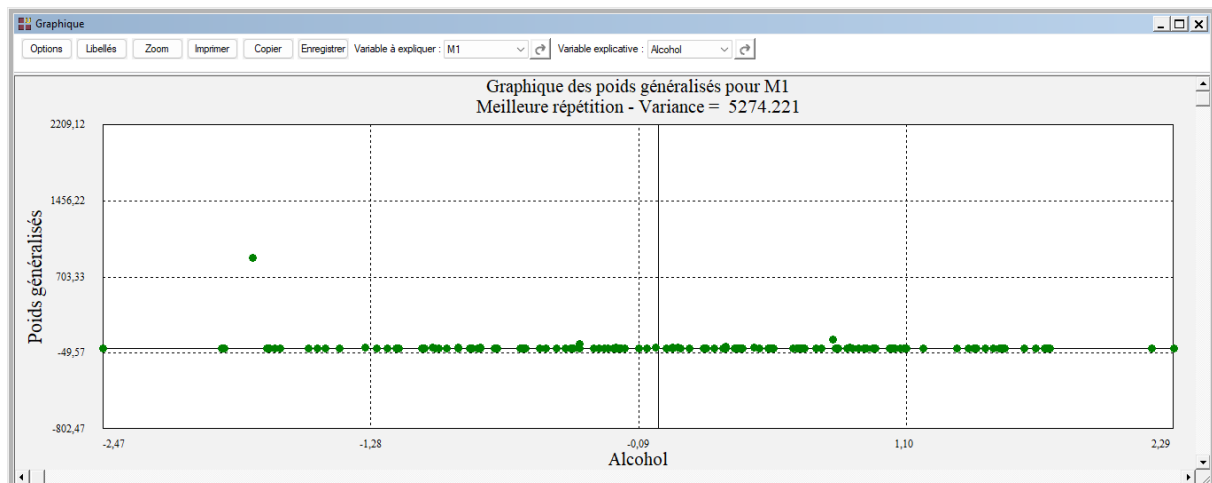 Graphique
Options Libellés Zoom Imprimer Copier Enregistrer Variable à expliquer : M1 Variable explicative : Alcohol
Graphique des poids généralisés pour M1
Meilleure répétition - Variance = 5274.221
2209,12
1456,22
703,33
-49,57
-802,47
Poids généralisés
-2,47 -1,28 -0,09 1,10 2,29
Alcohol